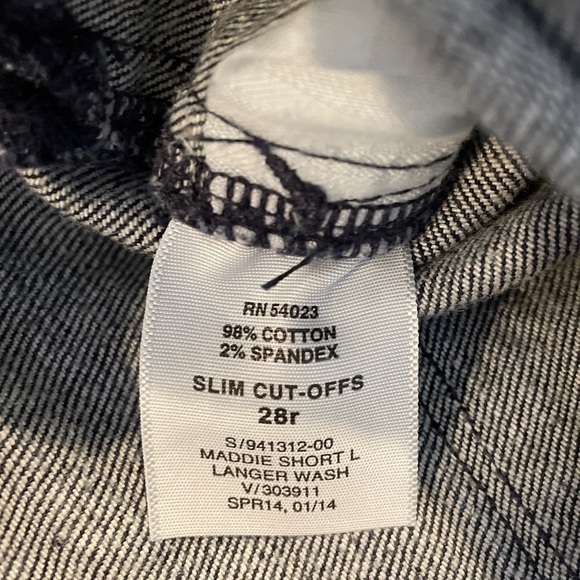 RN 54023
98% COTTON
2% SPANDEX
SLIM CUT-OFFS
28r
S/941312-00
MADDIE SHORT L
LANGER WASH
V/303911
SPR14, 01/14